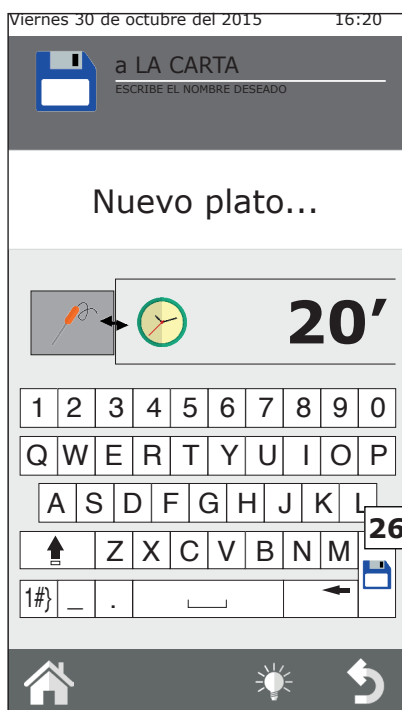 Viernes 30 de octubre del 2015 16:20
a LA CARTA
ESCRIBE EL NOMBRE DESEADO
Nuevo plato...
20’
1 2 3 4 5 6 7 8 9 0
Q W E R T Y U I O P
A S D F G H J K L
26
Z X C V B N M
1#} _ .